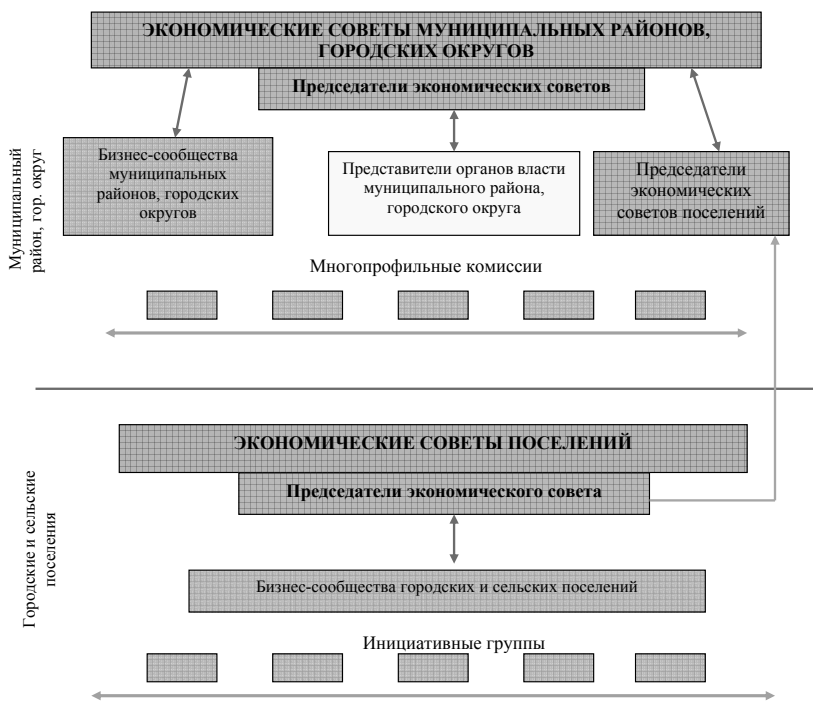 ЭКОНОМИЧЕСКИЕ СОВЕТЫ МУНИЦИПАЛЬНЫХ РАЙОНОВ,
ГОРОДСКИХ ОКРУГОВ
Председатели экономических советов
Муниципальный
район, гор. округ
Бизнес-сообщества
муниципальных
районов, городских
округов
Представители органов власти
муниципального района,
городского округа
Председатели
экономических
советов поселений
Многопрофильные комиссии
Городские и сельские
поселения
ЭКОНОМИЧЕСКИЕ СОВЕТЫ ПОСЕЛЕНИЙ
Председатели экономического совета
Бизнес-сообщества городских и сельских поселений
Инициативные группы